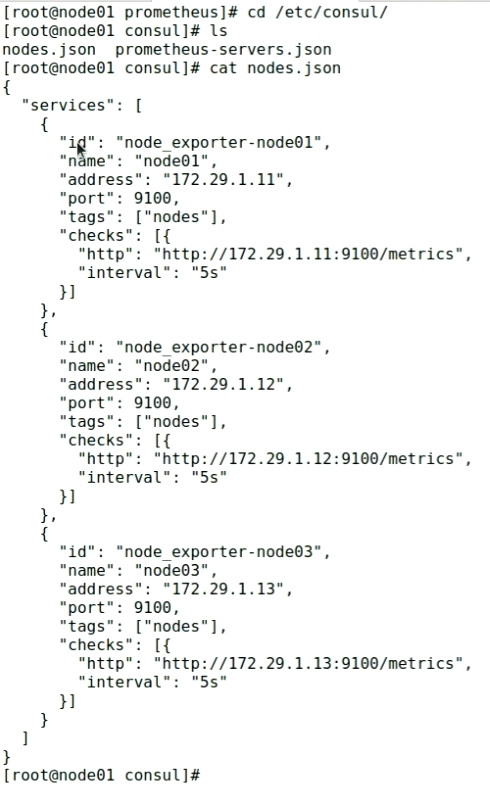 [root@node01 prometheus]# cd /etc/consul/
[root@node01 consul]# ls
nodes.json  prometheus-servers.json
[root@node01 consul]# cat nodes.json
{
  "services": [
    {
      "id": "node_exporter-node01",
      "name": "node01",
      "address": "172.29.1.11",
      "port": 9100,
      "tags": ["nodes"],
      "checks": [{
        "http": "http://172.29.1.11:9100/metrics",
        "interval": "5s"
      }]
    },
    {
      "id": "node_exporter-node02",
      "name": "node02",
      "address": "172.29.1.12",
      "port": 9100,
      "tags": ["nodes"],
      "checks": [{
        "http": "http://172.29.1.12:9100/metrics",
        "interval": "5s"
      }]
    },
    {
      "id": "node_exporter-node03",
      "name": "node03",
      "address": "172.29.1.13",
      "port": 9100,
      "tags": ["nodes"],
      "checks": [{
        "http": "http://172.29.1.13:9100/metrics",
        "interval": "5s"
      }]
    }
  ]
}
[root@node01 consul]#